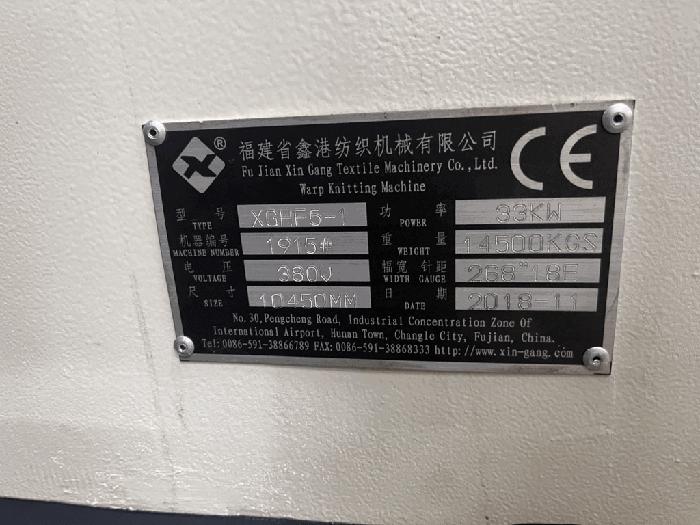 X ®
福建省鑫港纺织机械有限公司
Fu Jian Xin Gang Textile Machinery Co.,Ltd.
Warp Knitting Machine
CE
型号 TYPE XGHF6-1 功率 POWER 33KW
机器编号 MACHINE NUMBER 1915# 重量 WEIGHT 14500KGS
电压 VOLTAGE 380V 幅宽 针距 WIDTH GAUGE 268"18F
尺寸 SIZE 10450MM 日期 DATE 2018-11
No.30,Pengcheng Road, Industrial Concentration Zone Of
International Airport, Hunan Town, Changle City, Fujian, China.
Tel:0086-591-38866789 FAX:0086-591-38868333 http://www.xin-gang.com